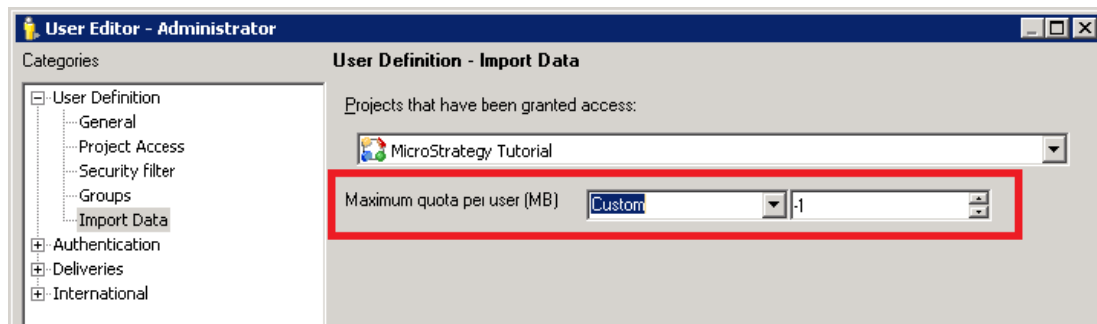 User Editor - Administrator
Categories
User Definition - Import Data
User Definition
General
Project Access
Security filter
Groups
Import Data
Authentication
Deliveries
International
Projects that have been granted access:
MicroStrategy Tutorial
Maximum quota per user (MB) Custom -1